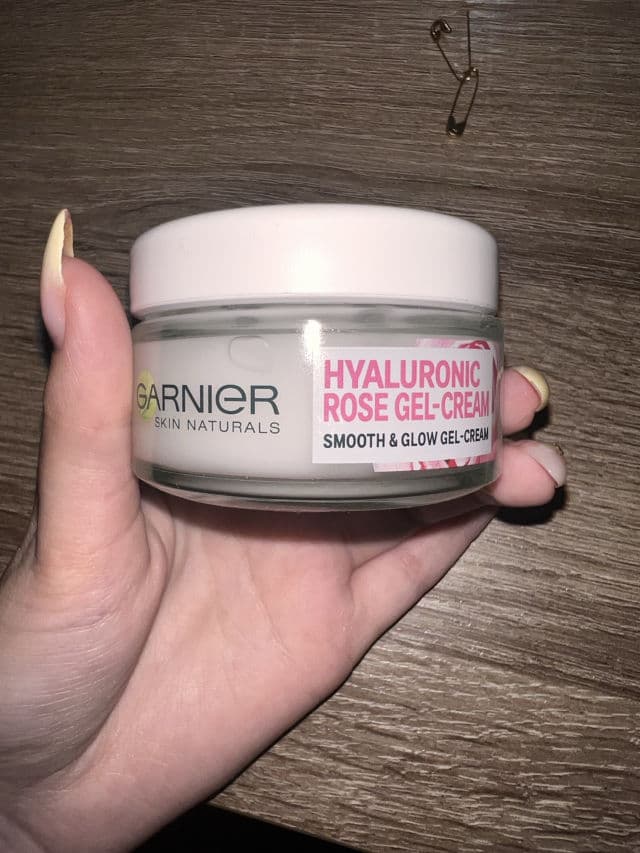 GARNIER
SKIN NATURALS
HYALURONIC
ROSE GEL-CREAM
SMOOTH & GLOW GEL-CREAM